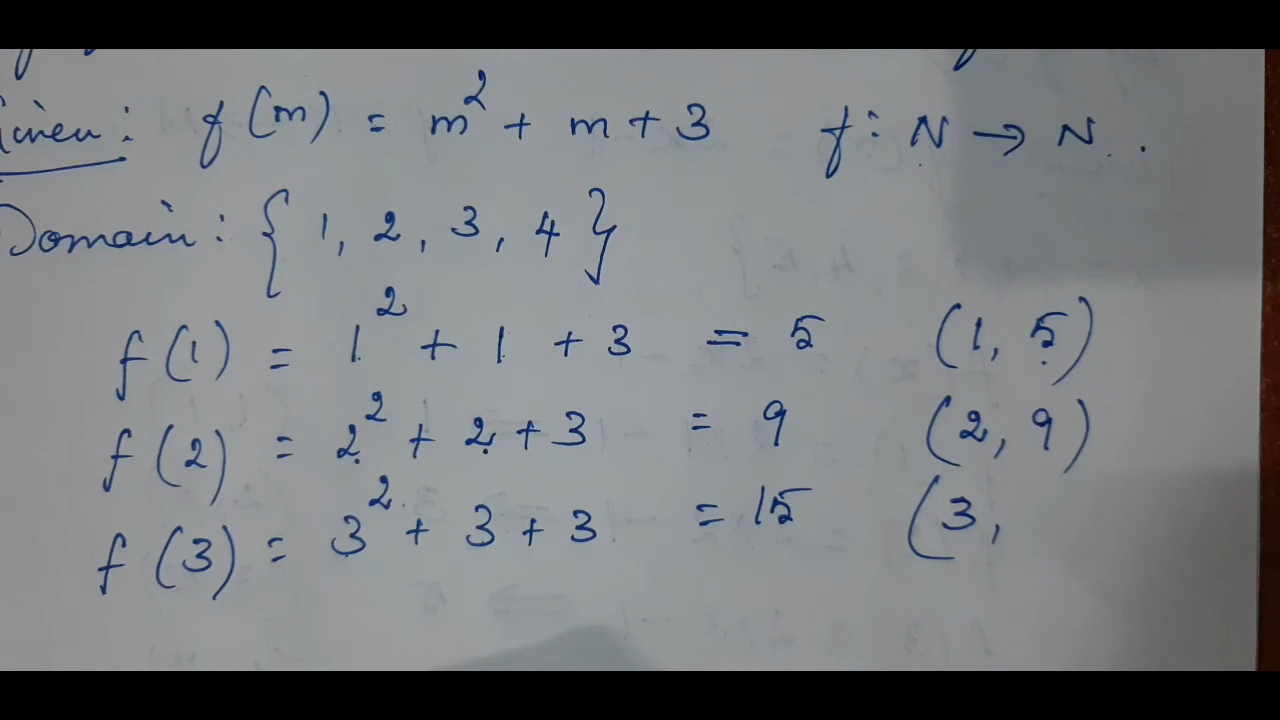 Given: f(m) = m² + m + 3 f: N → N.
Domain: { 1, 2, 3, 4 }
f(1) = 1² + 1 + 3 = 5 (1, 5)
f(2) = 2² + 2 + 3 = 9 (2, 9)
f(3) = 3² + 3 + 3 = 15 (3,